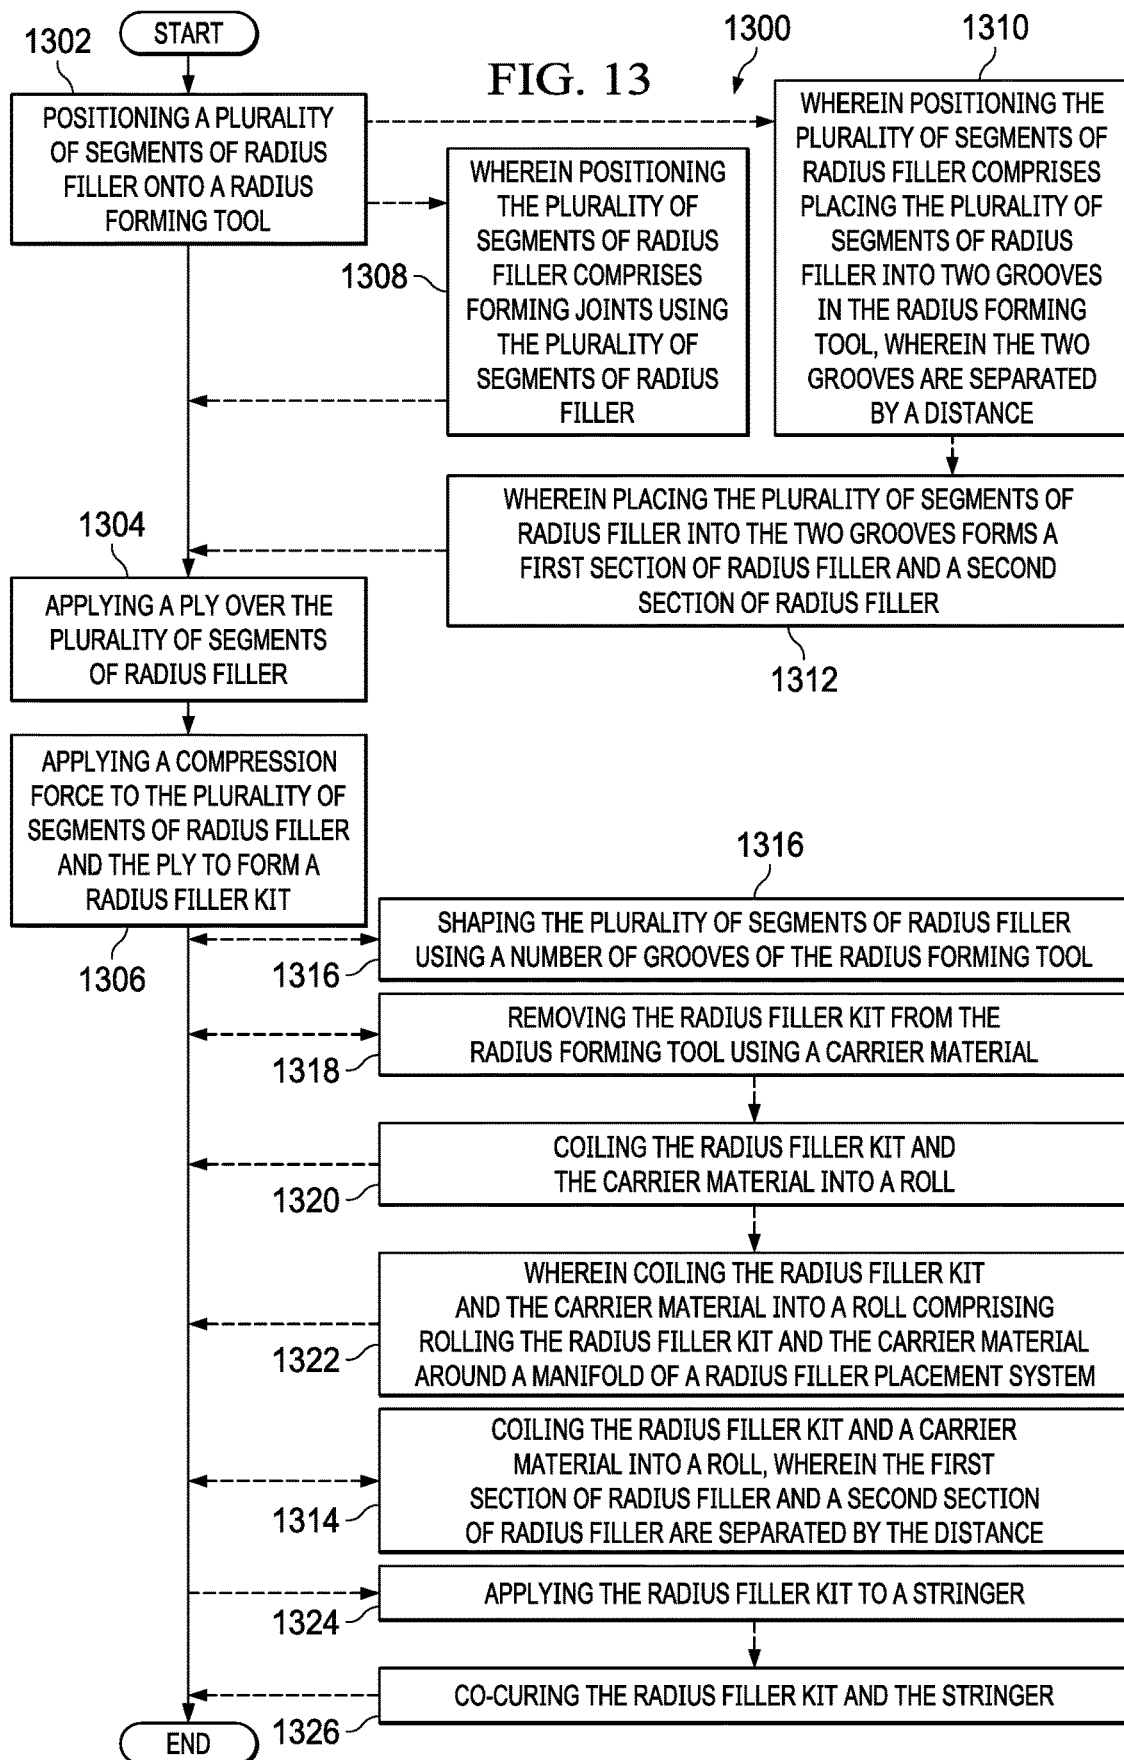 START
1302
1300
1310
FIG. 13
POSITIONING A PLURALITY
OF SEGMENTS OF RADIUS
FILLER ONTO A RADIUS
FORMING TOOL
WHEREIN POSITIONING THE
PLURALITY OF SEGMENTS OF
RADIUS FILLER COMPRISES
PLACING THE PLURALITY OF
SEGMENTS OF RADIUS
FILLER INTO TWO GROOVES
IN THE RADIUS FORMING
TOOL, WHEREIN THE TWO
GROOVES ARE SEPARATED
BY A DISTANCE
WHEREIN POSITIONING
THE PLURALITY OF
SEGMENTS OF RADIUS
FILLER COMPRISES
FORMING JOINTS USING
THE PLURALITY OF
SEGMENTS OF RADIUS
FILLER
1308
WHEREIN PLACING THE PLURALITY OF SEGMENTS OF
RADIUS FILLER INTO THE TWO GROOVES FORMS A
FIRST SECTION OF RADIUS FILLER AND A SECOND
SECTION OF RADIUS FILLER
1312
1304
APPLYING A PLY OVER THE
PLURALITY OF SEGMENTS
OF RADIUS FILLER
APPLYING A COMPRESSION
FORCE TO THE PLURALITY OF
SEGMENTS OF RADIUS FILLER
AND THE PLY TO FORM A
RADIUS FILLER KIT
1306
1316
SHAPING THE PLURALITY OF SEGMENTS OF RADIUS FILLER
USING A NUMBER OF GROOVES OF THE RADIUS FORMING TOOL
1316
REMOVING THE RADIUS FILLER KIT FROM THE
RADIUS FORMING TOOL USING A CARRIER MATERIAL
1318
COILING THE RADIUS FILLER KIT AND
THE CARRIER MATERIAL INTO A ROLL
1320
WHEREIN COILING THE RADIUS FILLER KIT
AND THE CARRIER MATERIAL INTO A ROLL COMPRISING
ROLLING THE RADIUS FILLER KIT AND THE CARRIER MATERIAL
AROUND A MANIFOLD OF A RADIUS FILLER PLACEMENT SYSTEM
1322
COILING THE RADIUS FILLER KIT AND A CARRIER
MATERIAL INTO A ROLL, WHEREIN THE FIRST
SECTION OF RADIUS FILLER AND A SECOND SECTION
OF RADIUS FILLER ARE SEPARATED BY THE DISTANCE
1314
APPLYING THE RADIUS FILLER KIT TO A STRINGER
1324
CO-CURING THE RADIUS FILLER KIT AND THE STRINGER
1326
END